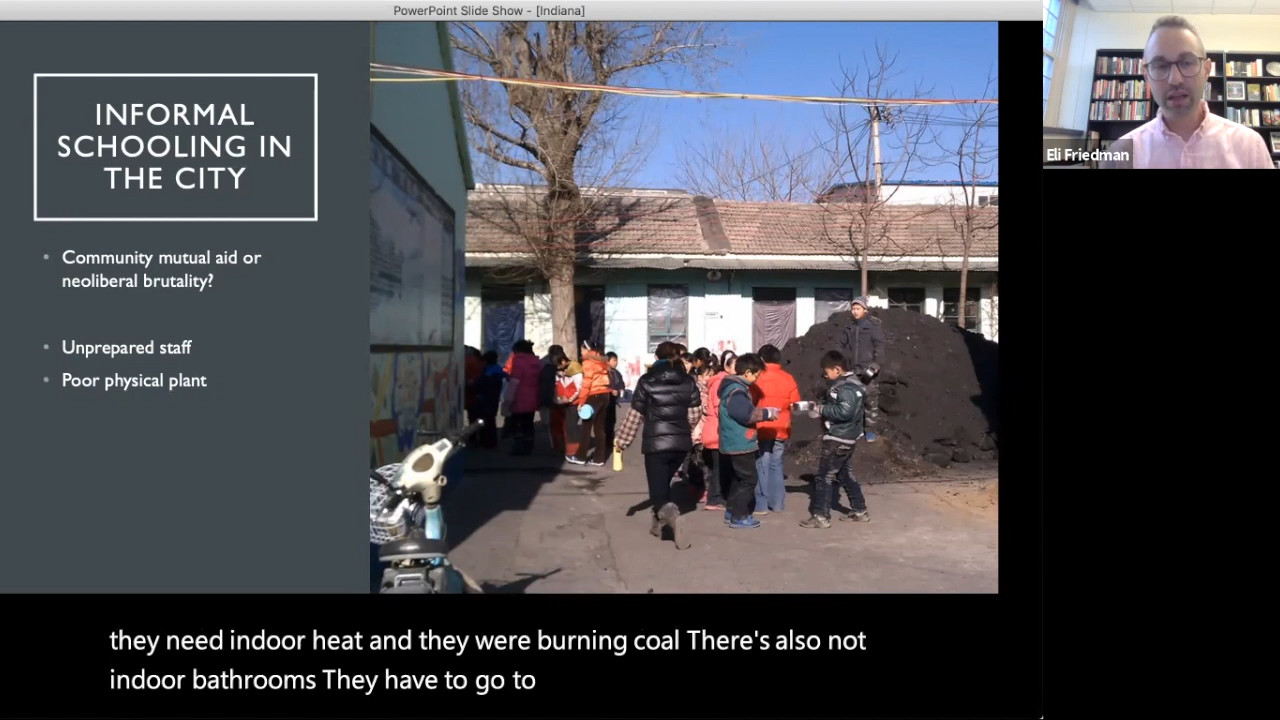 PowerPoint Slide Show - [Indiana]
INFORMAL
SCHOOLING IN
THE CITY
• Community mutual aid or
neoliberal brutality?
• Unprepared staff
• Poor physical plant
Eli Friedman
they need indoor heat and they were burning coal There's also not
indoor bathrooms They have to go to